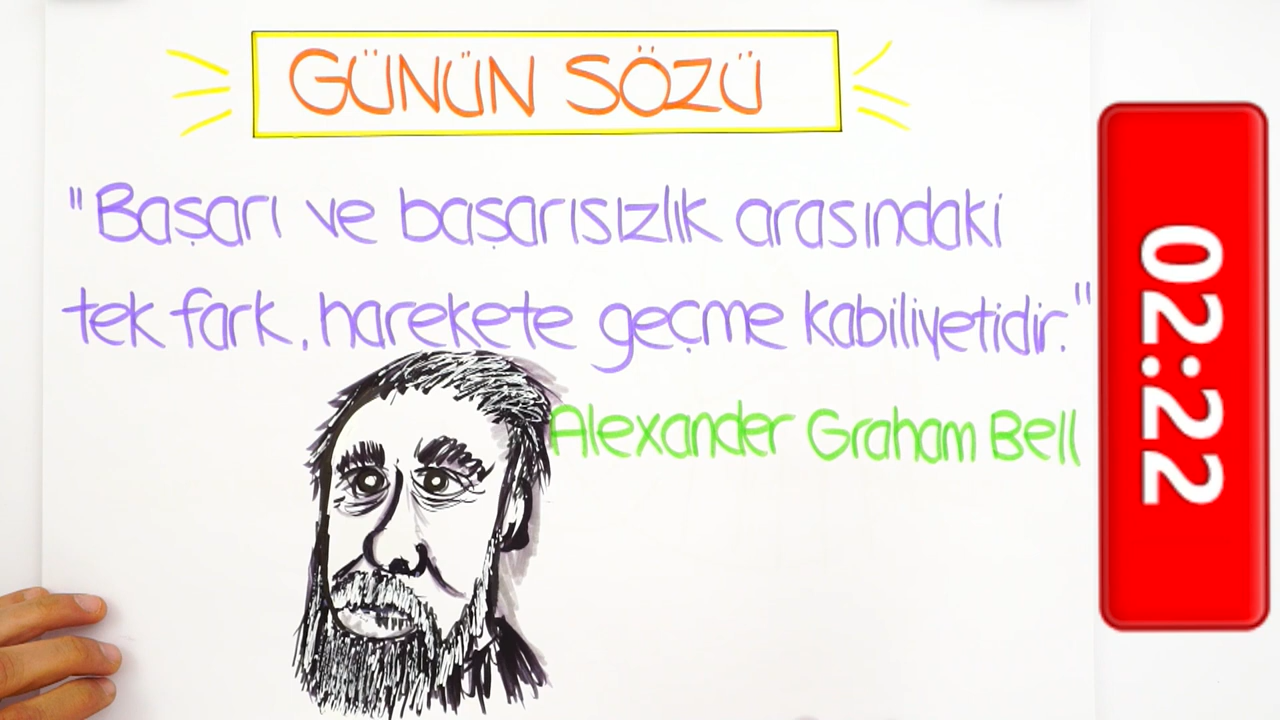 GÜNÜN SÖZÜ
"Başarı ve başarısızlık arasındaki
tek fark, harekete geçme kabiliyetidir."
Alexander Graham Bell
02:22